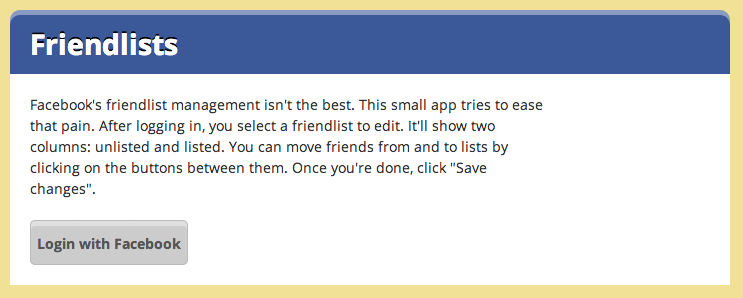 Friendlists
Facebook's friendlist management isn't the best. This small app tries to ease
that pain. After logging in, you select a friendlist to edit. It'll show two
columns: unlisted and listed. You can move friends from and to lists by
clicking on the buttons between them. Once you're done, click "Save
changes".
Login with Facebook